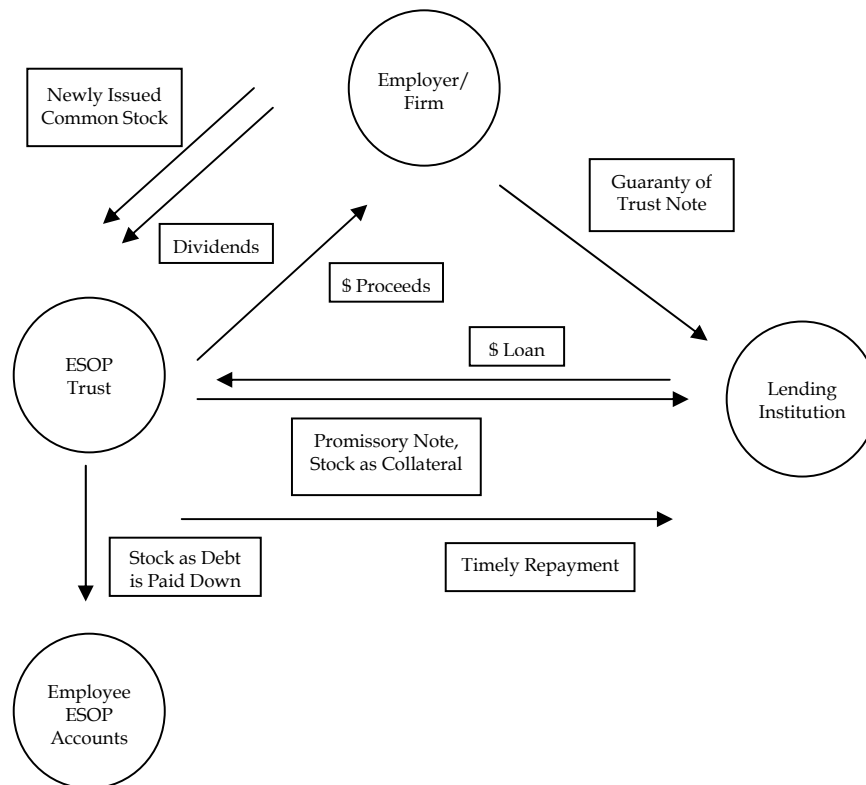 Employer/
Firm
Newly Issued
Common Stock
Guaranty of
Trust Note
Dividends
$ Proceeds
$ Loan
ESOP
Trust
Lending
Institution
Promissory Note,
Stock as Collateral
Stock as Debt
is Paid Down
Timely Repayment
Employee
ESOP
Accounts